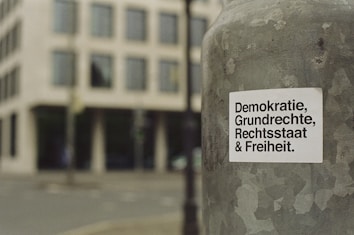 Demokratie,
Grundrechte,
Rechtsstaat
& Freiheit.